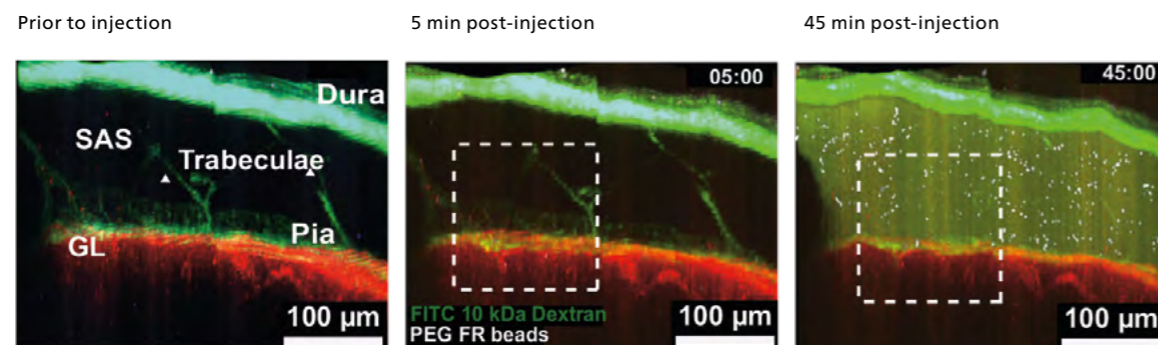 Prior to injection
5 min post-injection
45 min post-injection
Dura
SAS
Trabeculae
Pia
GL
100 µm
05:00
FITC 10 kDa Dextran
PEG FR beads
100 µm
45:00
100 µm